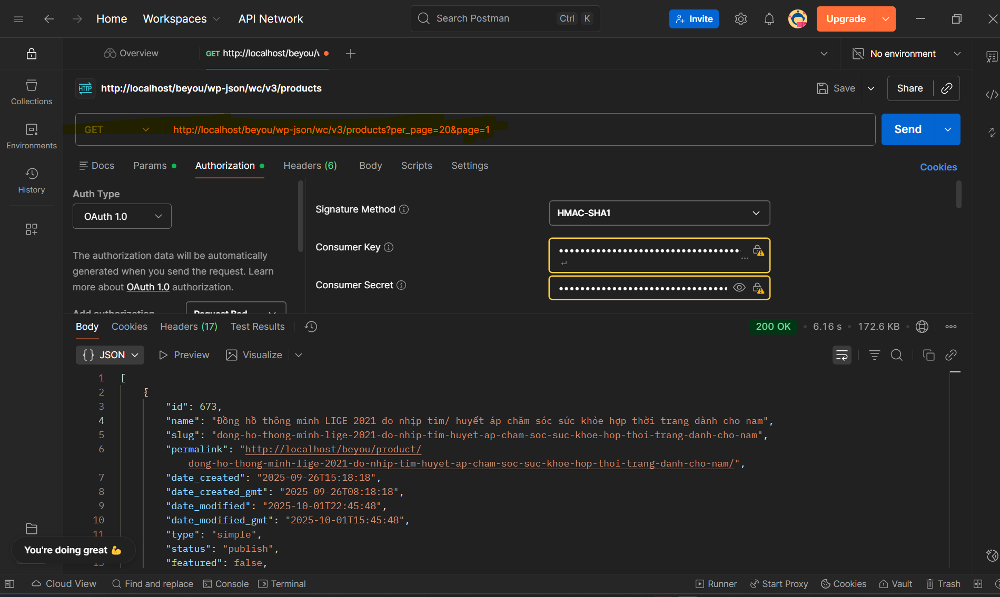 Home Workspaces API Network Search Postman Ctrl K Invite Upgrade
Overview GET http://localhost/beyou/ No environment
HTTP http://localhost/beyou/wp-json/wc/v3/products Save Share
Collections
GET http://localhost/beyou/wp-json/wc/v3/products?per_page=20&page=1 Send
Environments
Docs Params Authorization Headers (6) Body Scripts Settings Cookies
History
Auth Type
OAuth 1.0
Signature Method HMAC-SHA1
Consumer Key
The authorization data will be automatically
generated when you send the request. Learn
more about OAuth 1.0 authorization.
Consumer Secret
Add authorization Request Bod
Body Cookies Headers (17) Test Results 200 OK • 6.16 s • 172.6 KB
{} JSON Preview Visualize
1 [
2 {
3 "id": 673,
4 "name": "Đồng hồ thông minh LIGE 2021 đo nhịp tim/ huyết áp chăm sóc sức khỏe hợp thời trang dành cho nam",
5 "slug": "dong-ho-thong-minh-lige-2021-do-nhip-tim-huyet-ap-cham-soc-suc-khoe-hop-thoi-trang-danh-cho-nam",
6 "permalink": "http://localhost/beyou/product/
dong-ho-thong-minh-lige-2021-do-nhip-tim-huyet-ap-cham-soc-suc-khoe-hop-thoi-trang-danh-cho-nam/",
7 "date_created": "2025-09-26T15:18:18",
8 "date_created_gmt": "2025-09-26T08:18:18",
9 "date_modified": "2025-10-01T22:45:48",
10 "date_modified_gmt": "2025-10-01T15:45:48",
11 "type": "simple",
"status": "publish",
13 "featured": false,
You're doing great 💪
Cloud View Find and replace Console Terminal Runner Start Proxy Cookies Vault Trash